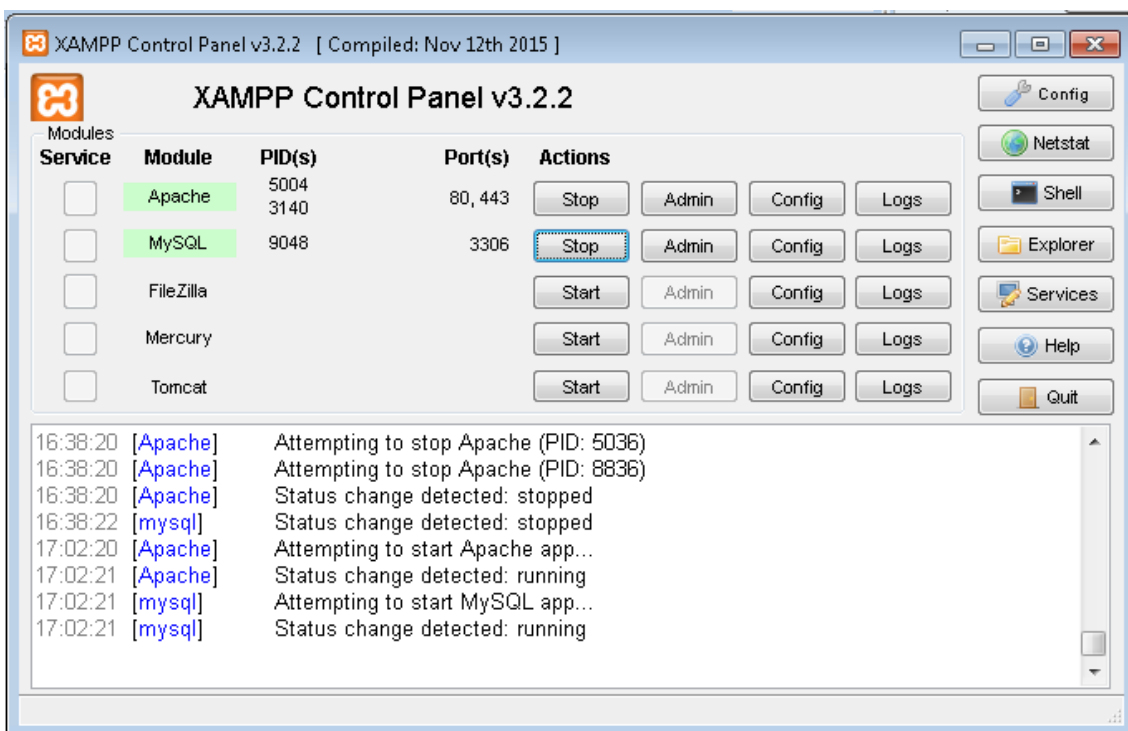 XAMPP Control Panel v3.2.2 [ Compiled: Nov 12th 2015 ]
XAMPP Control Panel v3.2.2
Config
Modules
Netstat
Service Module PID(s) Port(s) Actions
Apache 5004 3140 80, 443 Stop Admin Config Logs
Shell
MySQL 9048 3306 Stop Admin Config Logs
Explorer
FileZilla Start Admin Config Logs
Services
Mercury Start Admin Config Logs
Help
Tomcat Start Admin Config Logs
Quit
16:38:20 [Apache] Attempting to stop Apache (PID: 5036)
16:38:20 [Apache] Attempting to stop Apache (PID: 8836)
16:38:20 [Apache] Status change detected: stopped
16:38:22 [mysql] Status change detected: stopped
17:02:20 [Apache] Attempting to start Apache app...
17:02:21 [Apache] Status change detected: running
17:02:21 [mysql] Attempting to start MySQL app...
17:02:21 [mysql] Status change detected: running